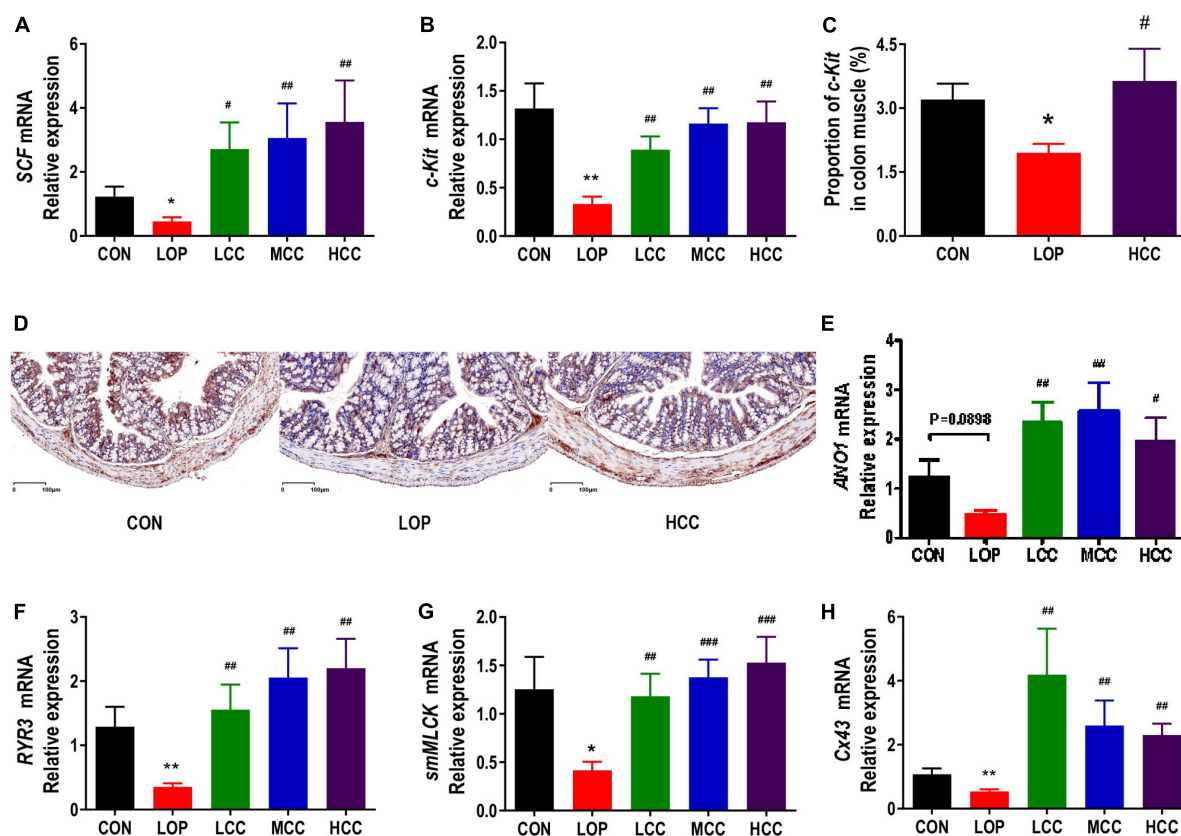 A
SCF mRNA
Relative expression
6
4
2
0
*
#
##
##
CON LOP LCC MCC HCC
B
c-Kit mRNA
Relative expression
2.0
1.5
1.0
0.5
0.0
**
##
##
##
CON LOP LCC MCC HCC
C
Proportion of c-Kit
in colon muscle (%)
4.5
3.0
1.5
0.0
*
#
CON LOP HCC
D
0 100μm
0 100μm
0 100μm
CON LOP HCC
E
ANO1 mRNA
Relative expression
4
3
2
1
0
P=0.0898
##
##
#
CON LOP LCC MCC HCC
F
RYR3 mRNA
Relative expression
3
2
1
0
**
##
##
##
CON LOP LCC MCC HCC
G
smMLCK mRNA
Relative expression
2.0
1.5
1.0
0.5
0.0
*
##
###
###
CON LOP LCC MCC HCC
H
Cx43 mRNA
Relative expression
6
4
2
0
**
##
##
##
CON LOP LCC MCC HCC